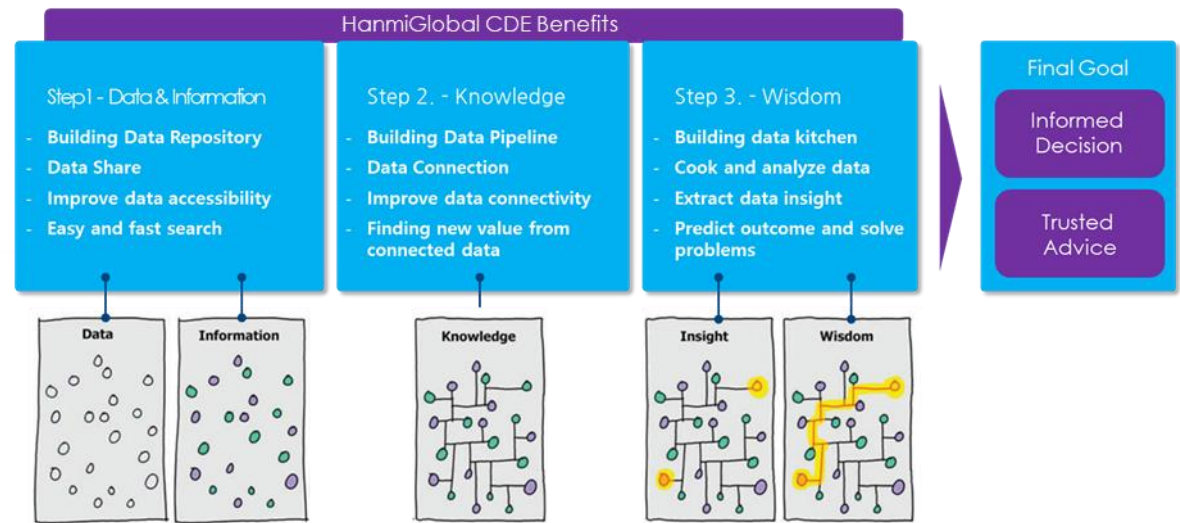 HanmiGlobal CDE Benefits
Step1 - Data & Information
- Building Data Repository
- Data Share
- Improve data accessibility
- Easy and fast search
Step 2. - Knowledge
- Building Data Pipeline
- Data Connection
- Improve data connectivity
- Finding new value from
connected data
Step 3. - Wisdom
- Building data kitchen
- Cook and analyze data
- Extract data insight
- Predict outcome and solve
problems
Final Goal
Informed
Decision
Trusted
Advice
Data
Information
Knowledge
Insight
Wisdom